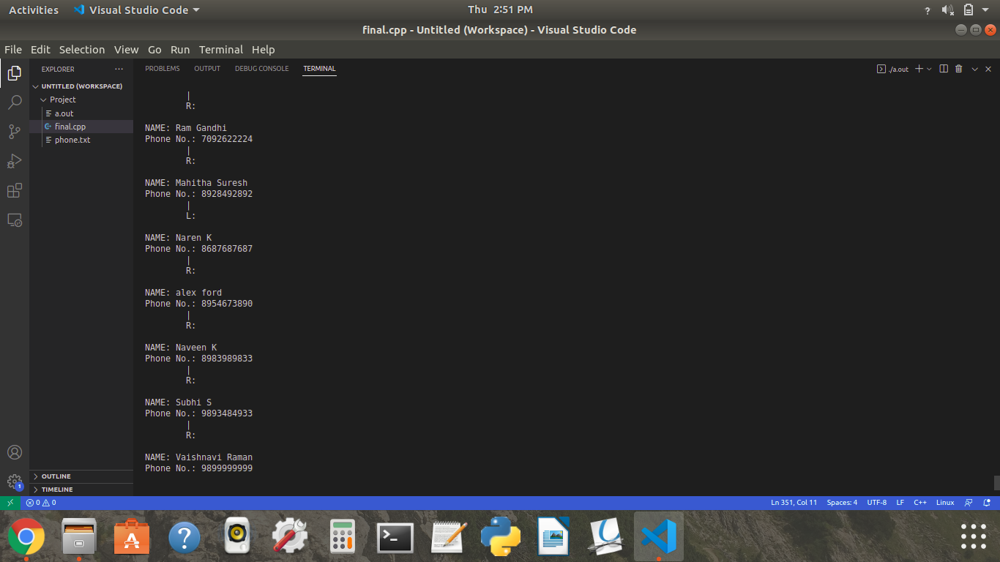 Activities Visual Studio Code Thu 2:51 PM ?
final.cpp - Untitled (Workspace) - Visual Studio Code
File Edit Selection View Go Run Terminal Help
EXPLORER ... PROBLEMS OUTPUT DEBUG CONSOLE TERMINAL ./a.out
UNTITLED (WORKSPACE)
Project
a.out
final.cpp
phone.txt
|
R:
NAME: Ram Gandhi
Phone No.: 7092622224
|
R:
NAME: Mahitha Suresh
Phone No.: 8928492892
|
L:
NAME: Naren K
Phone No.: 8687687687
|
R:
NAME: alex ford
Phone No.: 8954673890
|
R:
NAME: Naveen K
Phone No.: 8983989833
|
R:
NAME: Subhi S
Phone No.: 9893484933
|
R:
NAME: Vaishnavi Raman
Phone No.: 9899999999
OUTLINE
1
TIMELINE
0 0 Ln 351, Col 11 Spaces: 4 UTF-8 LF C++ Linux